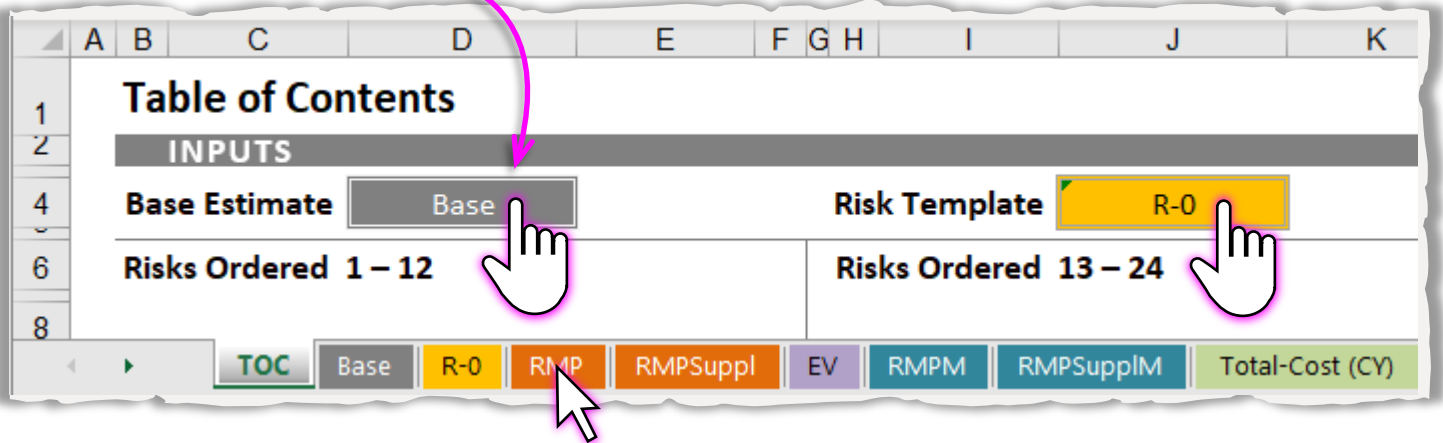 A B C D E F G H I J K
1 Table of Contents
2 INPUTS
4 Base Estimate Base Risk Template R-0
6 Risks Ordered 1 – 12 Risks Ordered 13 – 24
8
TOC Base R-0 RMP RMPSuppl EV RMPM RMPSupplM Total-Cost (CY)